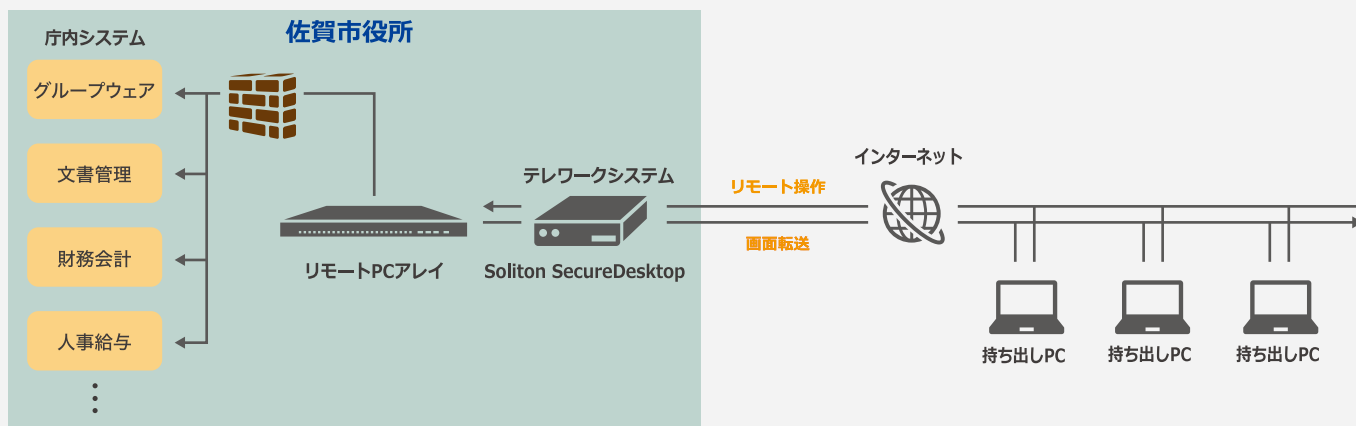 佐賀市役所
庁内システム
グループウェア
文書管理
財務会計
人事給与
リモートPCアレイ
テレワークシステム
Soliton SecureDesktop
リモート操作
画面転送
インターネット
持ち出しPC
持ち出しPC
持ち出しPC